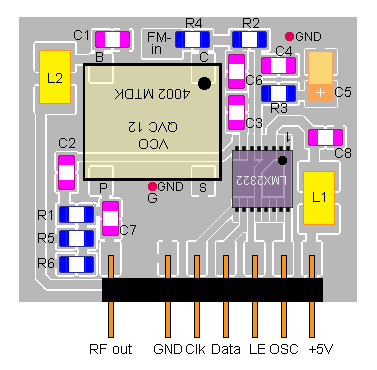 C1
B
FM-
in
R4
C
R2
GND
L2
C4
C6
R3
+
C5
4002 MTDK
QVC 12
VCO
C3
1
C8
C2
LMX2322
P
GND
G
S
L1
R1
C7
R5
R6
RF out
GND Clk Data LE OSC +5V